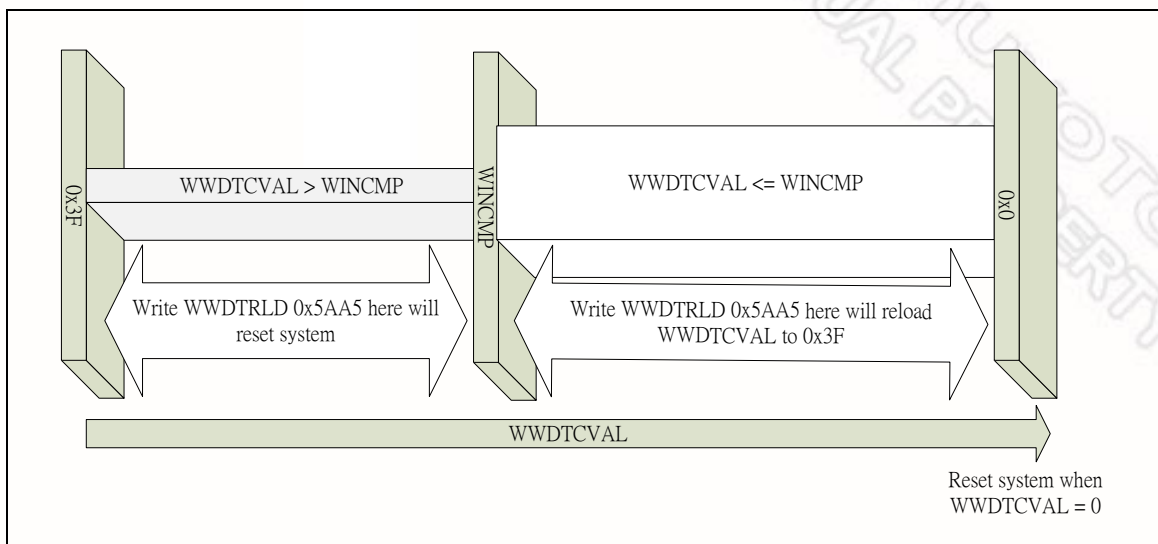 0x3F
WWDTCVAL > WINCMP
WINCMP
WWDTCVAL <= WINCMP
0x0
Write WWDTRLD 0x5AA5 here will
reset system
Write WWDTRLD 0x5AA5 here will reload
WWDTCVAL to 0x3F
WWDTCVAL
Reset system when
WWDTCVAL = 0